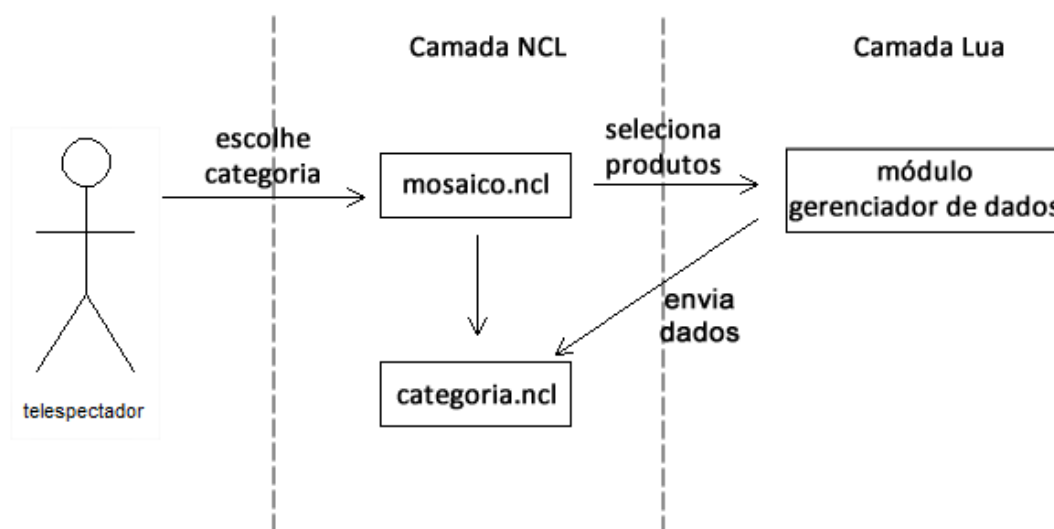 Camada NCL
Camada Lua
escolhe
categoria
mosaico.ncl
seleciona
produtos
módulo
gerenciador de dados
envia
dados
categoria.ncl
telespectador